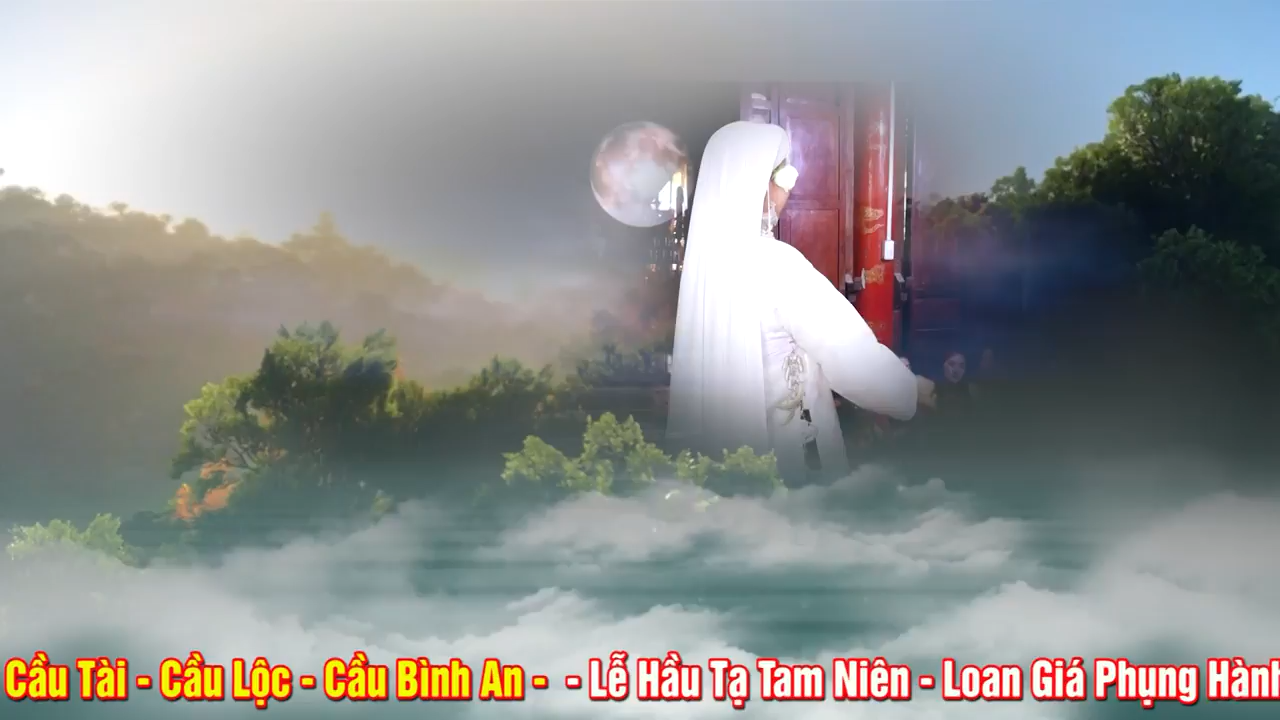 Cầu Tài - Cầu Lộc - Cầu Bình An - - Lễ Hầu Tạ Tam Niên - Loan Giá Phụng Hành